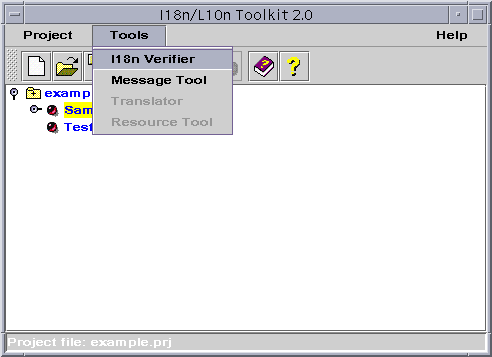 I18n/L10n Toolkit 2.0
Project Tools Help
I18n Verifier
Message Tool
Translator
Resource Tool
examp
Sam
Test
Project file: example.prj